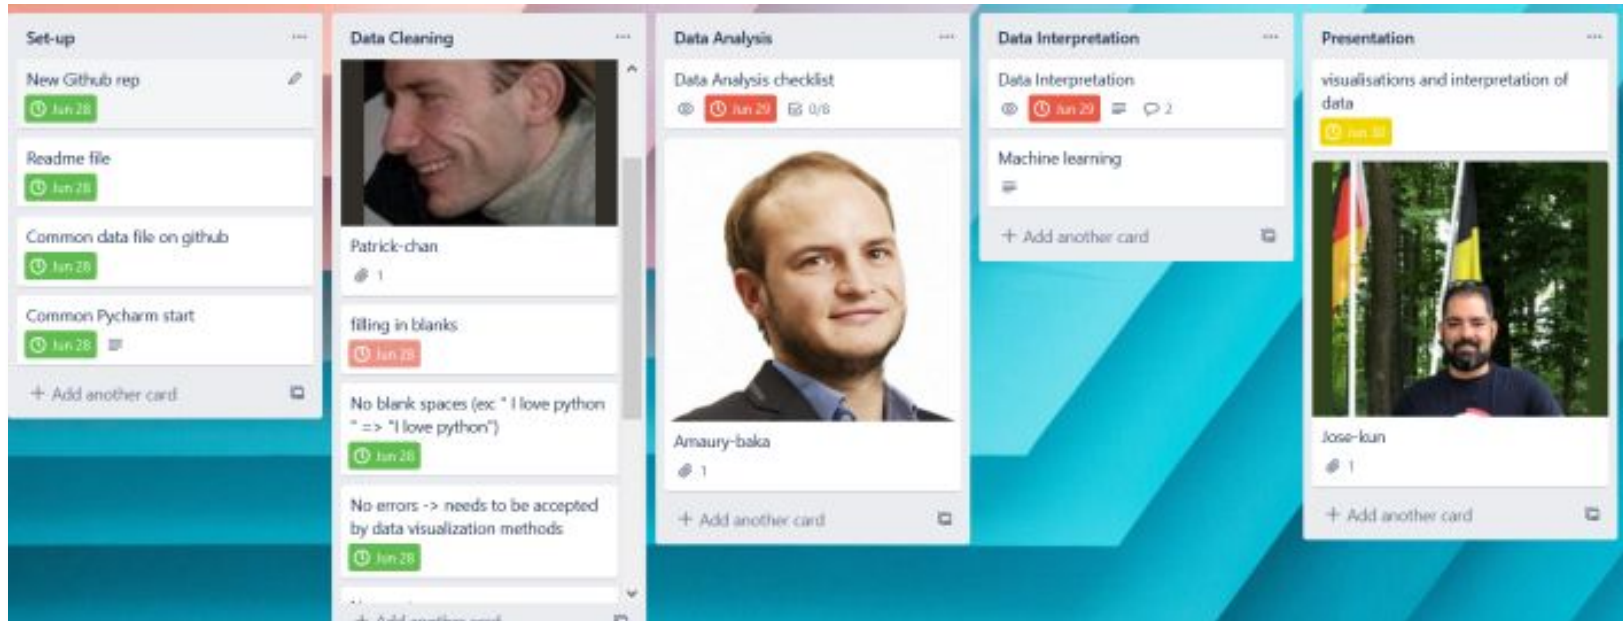 Set-up
New Github rep
Jun 28
Readme file
Jun 28
Common data file on github
Jun 28
Common Pycharm start
Jun 28
+ Add another card
Data Cleaning
Patrick-chan
1
filling in blanks
Jun 28
No blank spaces (ex: " I love python
" => "I love python")
Jun 28
No errors -> needs to be accepted
by data visualization methods
Jun 28
+ Add another card
Data Analysis
Data Analysis checklist
Jun 29 0/8
Amaury-baka
1
+ Add another card
Data Interpretation
Data Interpretation
Jun 29 2
Machine learning
+ Add another card
Presentation
visualisations and interpretation of
data
Jun 30
Jose-kun
1
+ Add another card